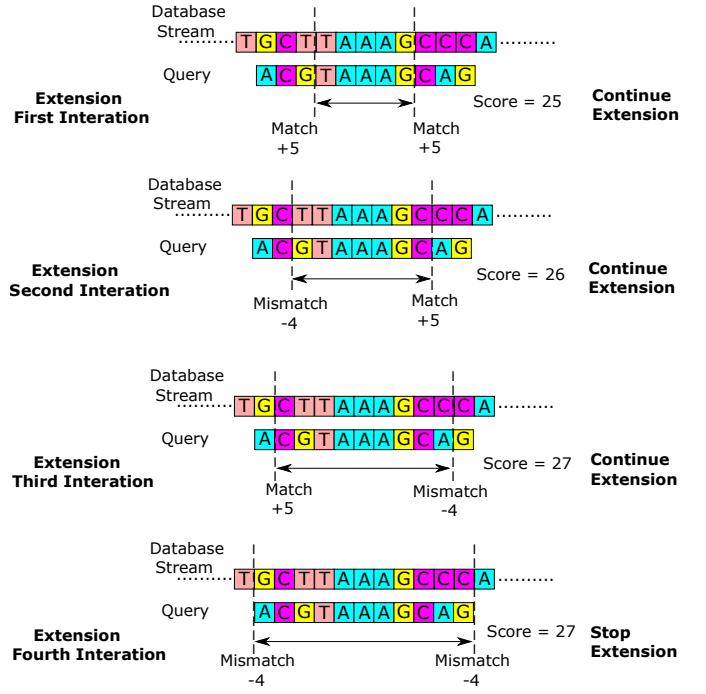 Database
Stream
TGCTTAAAGCCCA
Query
ACGTAAAGCAG
Extension
First Interation
Score = 25
Continue
Extension
Match
+5
Match
+5
Database
Stream
TGCTTAAAGCCCA
Query
ACGTAAAGCAG
Extension
Second Interation
Score = 26
Continue
Extension
Mismatch
-4
Match
+5
Database
Stream
TGCTTAAAGCCCA
Query
ACGTAAAGCAG
Extension
Third Interation
Score = 27
Continue
Extension
Match
+5
Mismatch
-4
Database
Stream
TGCTTAAAGCCCA
Query
ACGTAAAGCAG
Extension
Fourth Interation
Score = 27
Stop
Extension
Mismatch
-4
Mismatch
-4